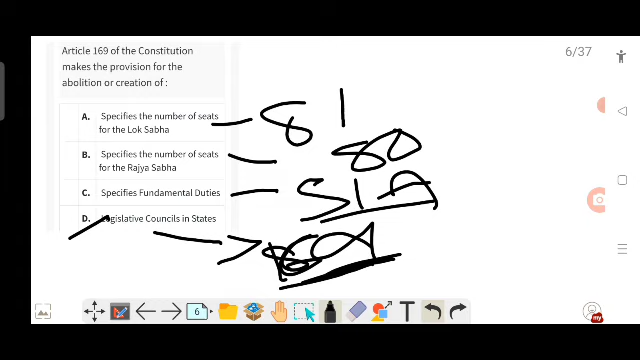 6/37
Article 169 of the Constitution
makes the provision for the
abolition or creation of :
A. Specifies the number of seats
for the Lok Sabha
81
B. Specifies the number of seats
for the Rajya Sabha
80
C. Specifies Fundamental Duties
51A
D. Legislative Councils in States
6
T
my